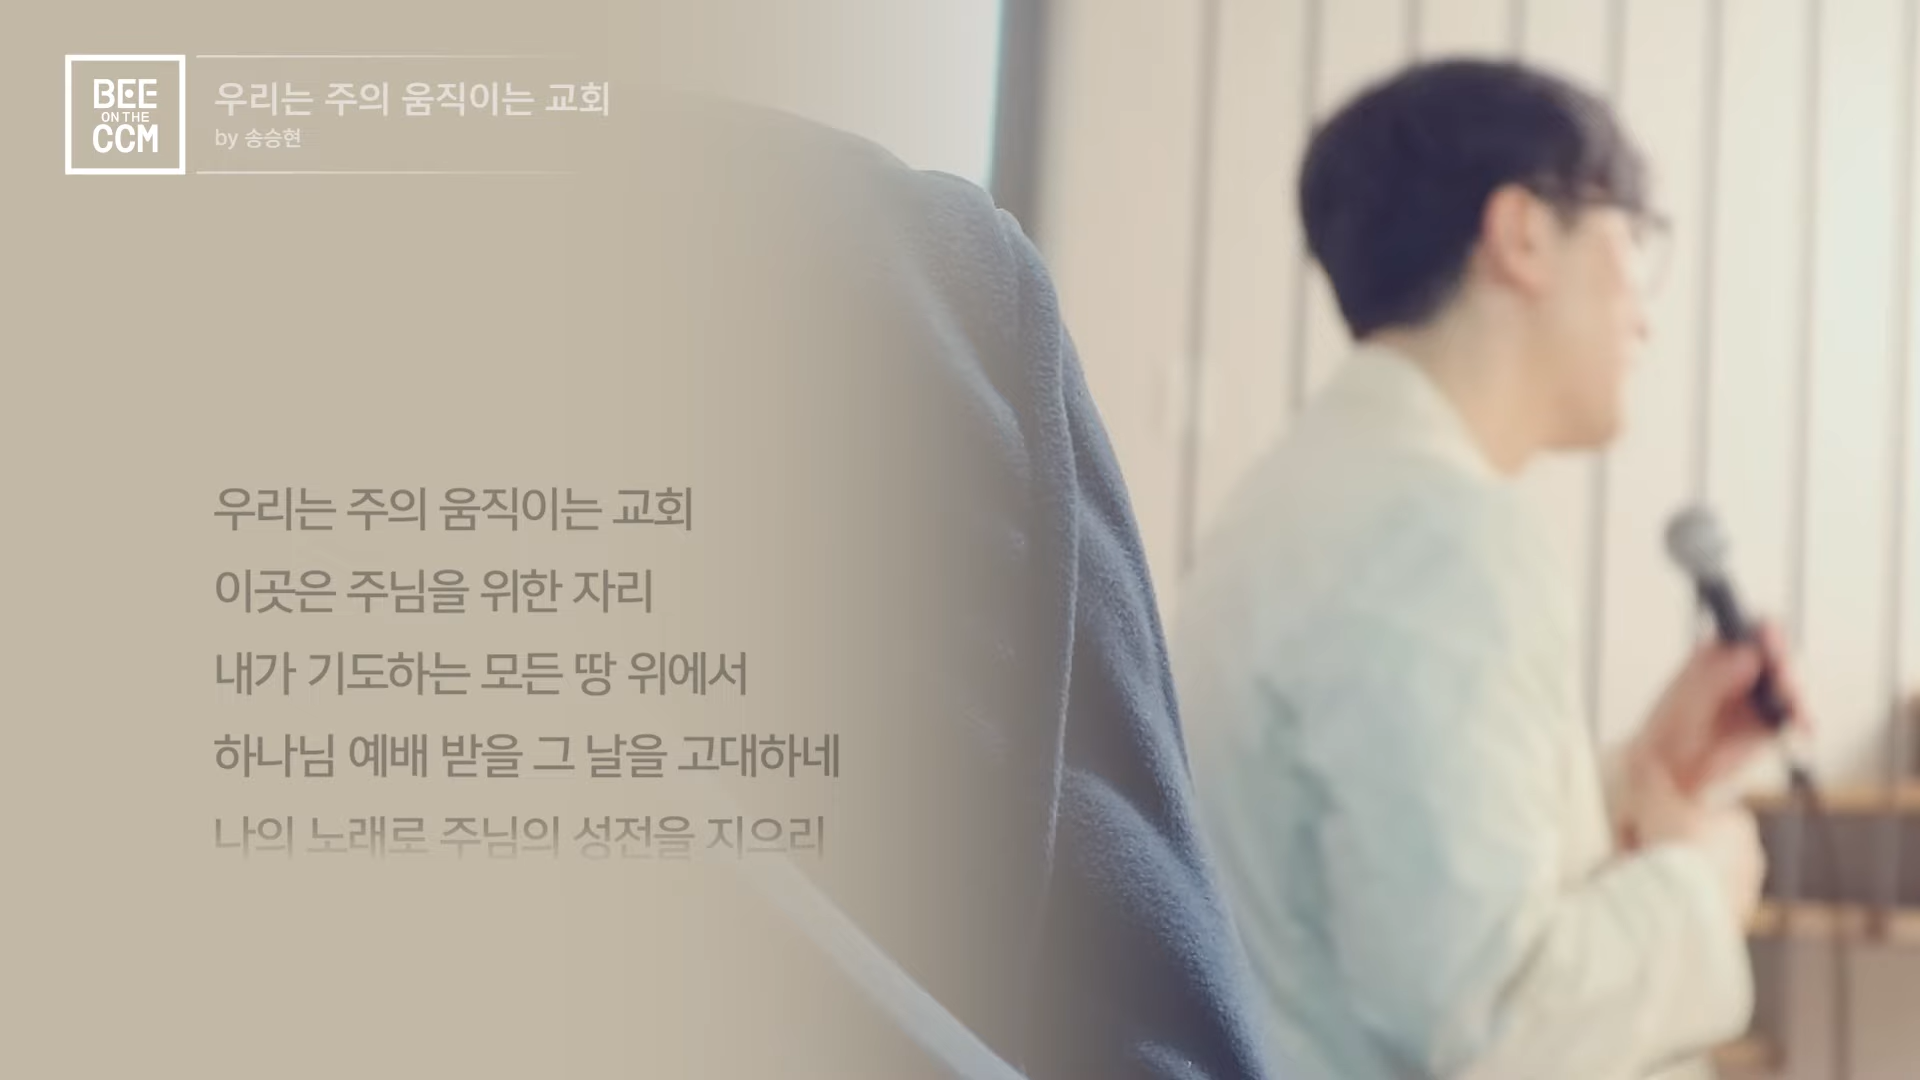 BEE
ON THE
CCM
우리는 주의 움직이는 교회
by 송승현
우리는 주의 움직이는 교회
이곳은 주님을 위한 자리
내가 기도하는 모든 땅 위에서
하나님 예배 받을 그 날을 고대하네
나의 노래로 주님의 성전을 지으리